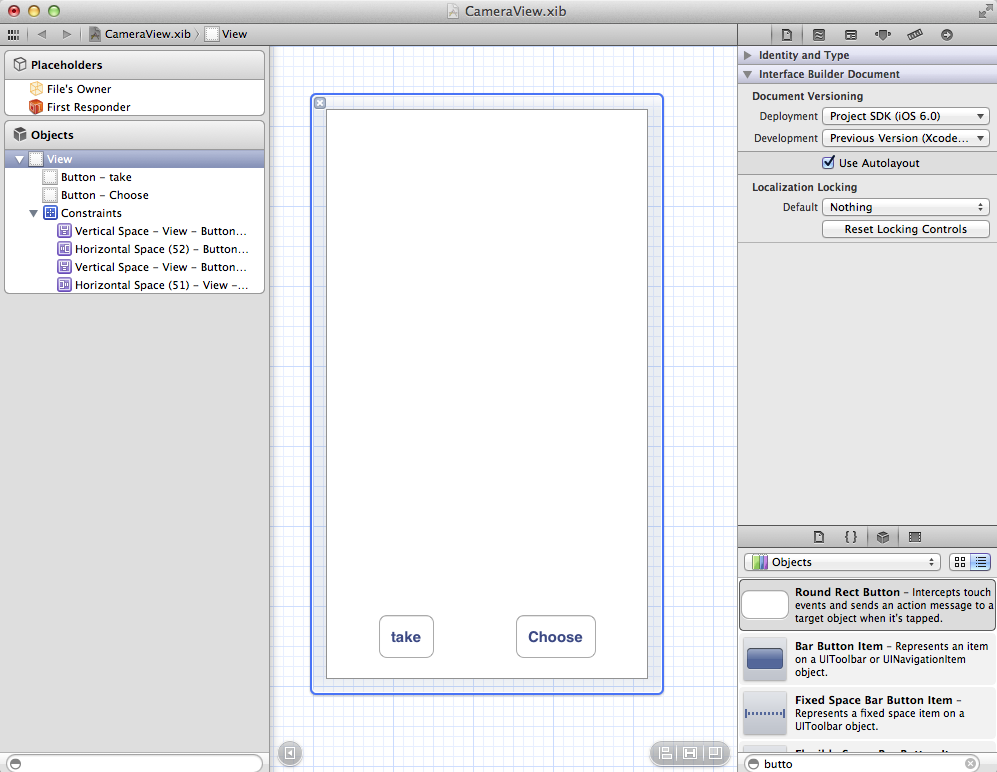 CameraView.xib
CameraView.xib
View
Placeholders
File's Owner
First Responder
Objects
View
Button – take
Button – Choose
Constraints
Vertical Space – View – Button...
Horizontal Space (52) – Button...
Vertical Space – View – Button...
Horizontal Space (51) – View –...
take
Choose
Identity and Type
Interface Builder Document
Document Versioning
Deployment Project SDK (iOS 6.0)
Development Previous Version (Xcode...
Use Autolayout
Localization Locking
Default Nothing
Reset Locking Controls
{ }
Objects
Round Rect Button – Intercepts touch
events and sends an action message to a
target object when it's tapped.
Bar Button Item – Represents an item
on a UIToolbar or UINavigationItem
object.
Fixed Space Bar Button Item –
Represents a fixed space item on a
UIToolbar object.
butto